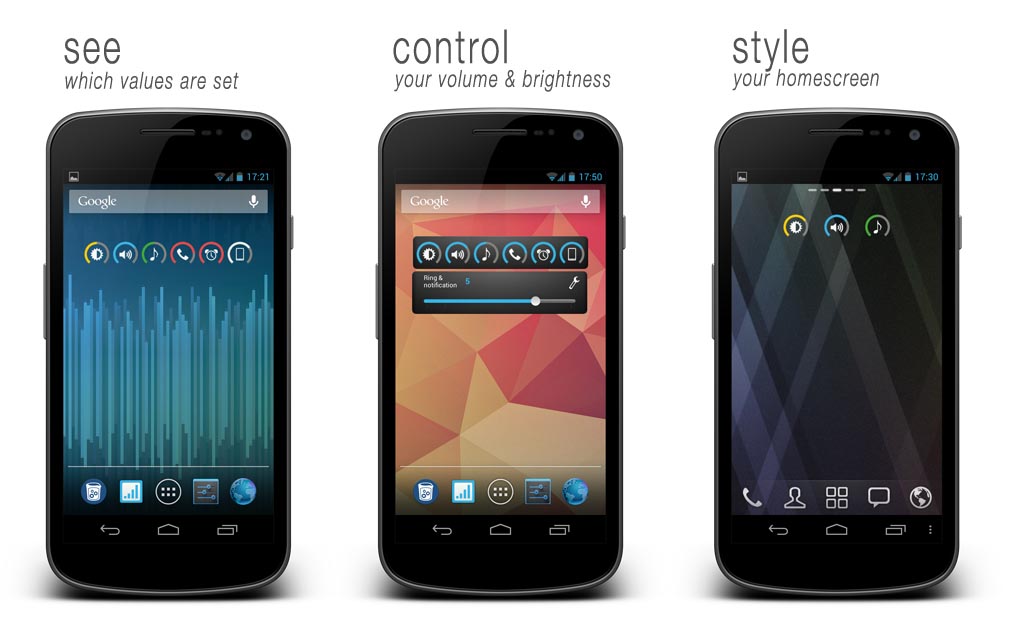 see
which values are set
control
your volume & brightness
style
your homescreen
17:21
Google
17:50
Google
Ring &
notification 5
17:30